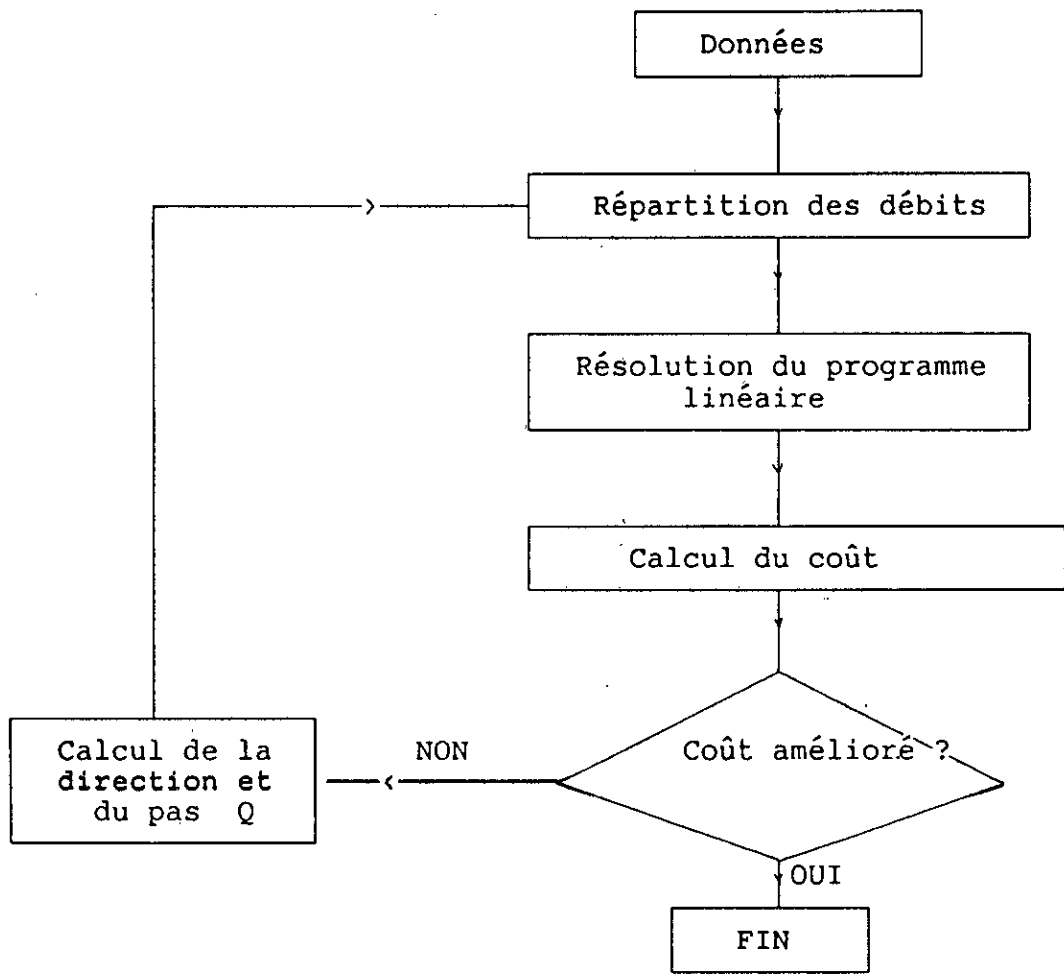 Données
Répartition des débits
Résolution du programme
linéaire
Calcul du coût
Coût amélioré ?
NON
Calcul de la
direction et
du pas Q
OUI
FIN